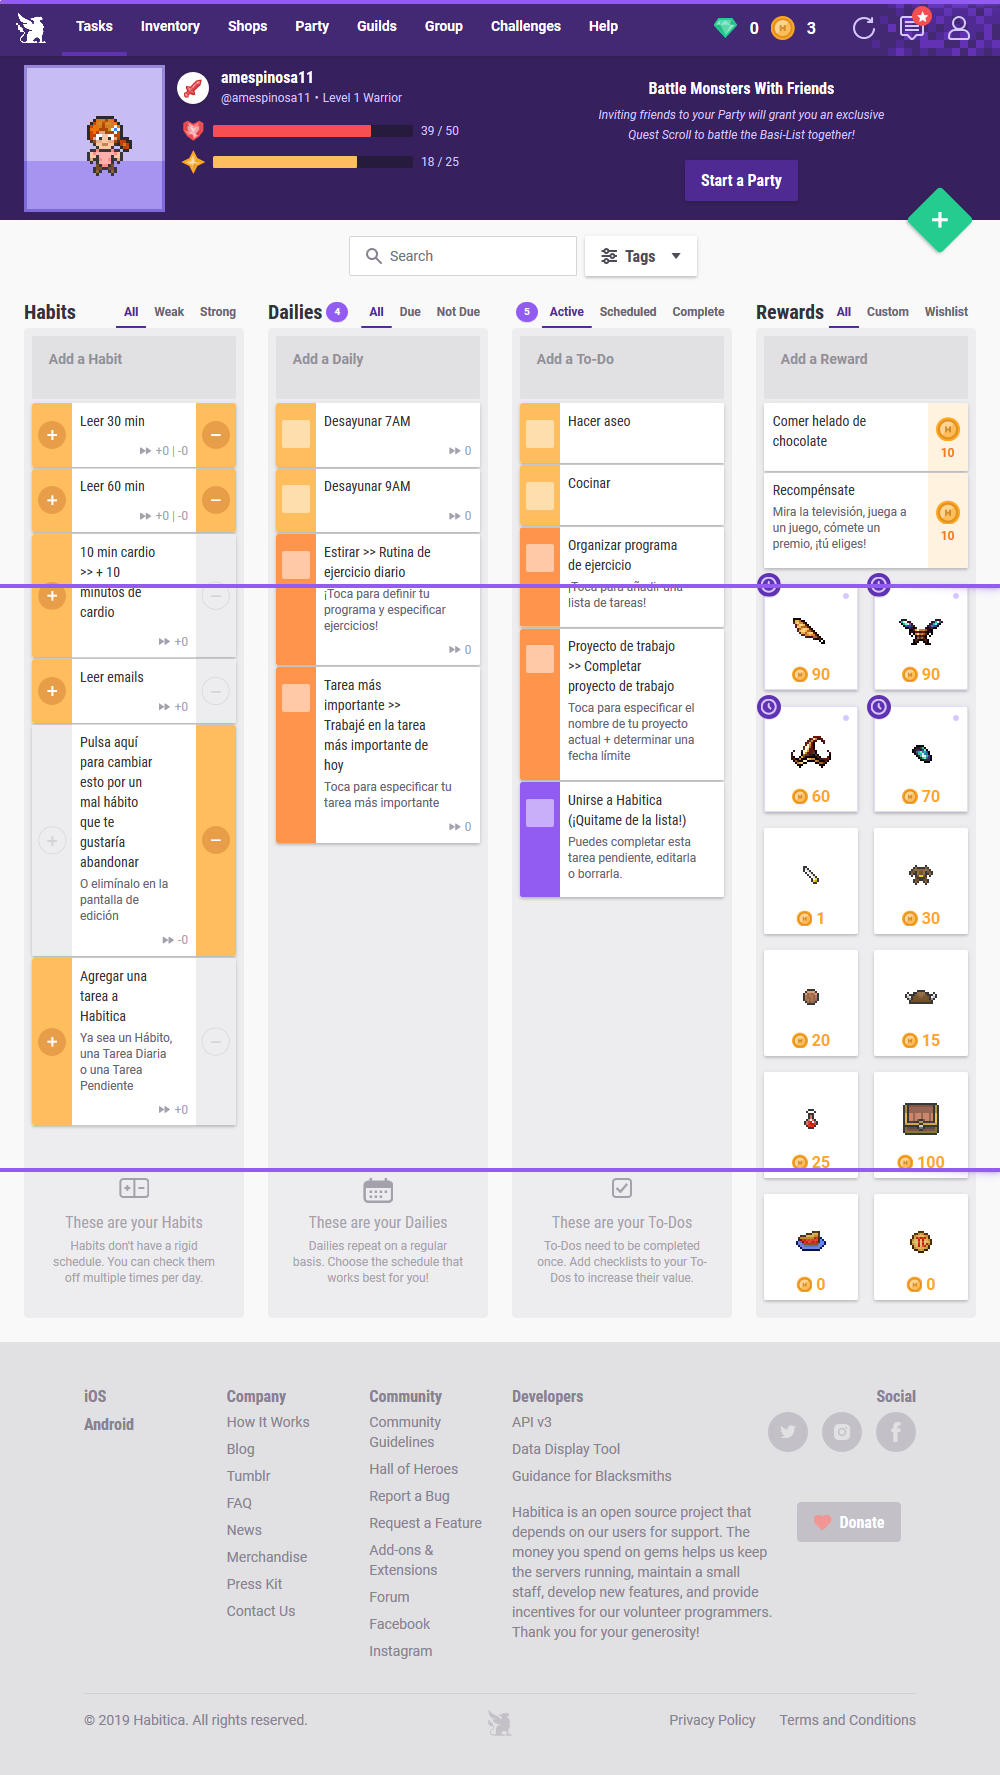 Tasks Inventory Shops Party Guilds Group Challenges Help 0 3
amespinosa11
@amespinosa11 • Level 1 Warrior
39 / 50
18 / 25
Battle Monsters With Friends
Inviting friends to your Party will grant you an exclusive
Quest Scroll to battle the Basi-List together!
Start a Party
Search
Tags
Habits All Weak Strong
Add a Habit
Leer 30 min
+0 | -0
Leer 60 min
+0 | -0
10 min cardio
>> + 10
minutos de
cardio
+0
Leer emails
+0
Pulsa aquí
para cambiar
esto por un
mal hábito
que te
gustaría
abandonar
O elimínalo en la
pantalla de
edición
-0
Agregar una
tarea a
Habitica
Ya sea un Hábito,
una Tarea Diaria
o una Tarea
Pendiente
+0
These are your Habits
Habits don't have a rigid
schedule. You can check them
off multiple times per day.
Dailies 4 All Due Not Due
Add a Daily
Desayunar 7AM
0
Desayunar 9AM
0
Estirar >> Rutina de
ejercicio diario
¡Toca para definir tu
programa y especificar
ejercicios!
0
Tarea más
importante >>
Trabajé en la tarea
más importante de
hoy
Toca para especificar tu
tarea más importante
0
These are your Dailies
Dailies repeat on a regular
basis. Choose the schedule that
works best for you!
5 Active Scheduled Complete
Add a To-Do
Hacer aseo
Cocinar
Organizar programa
de ejercicio
¡Toca para añadir una
lista de tareas!
Proyecto de trabajo
>> Completar
proyecto de trabajo
Toca para especificar el
nombre de tu proyecto
actual + determinar una
fecha límite
Unirse a Habitica
(¡Quitame de la lista!)
Puedes completar esta
tarea pendiente, editarla
o borrarla.
These are your To-Dos
To-Dos need to be completed
once. Add checklists to your To-
Dos to increase their value.
Rewards All Custom Wishlist
Add a Reward
Comer helado de
chocolate
10
Recompénsate
Mira la televisión, juega a
un juego, cómete un
premio, ¡tú eliges!
10
90 90
60 70
1 30
20 15
25 100
0 0
iOS
Android
Company
How It Works
Blog
Tumblr
FAQ
News
Merchandise
Press Kit
Contact Us
Community
Community
Guidelines
Hall of Heroes
Report a Bug
Request a Feature
Add-ons &
Extensions
Forum
Facebook
Instagram
Developers
API v3
Data Display Tool
Guidance for Blacksmiths
Habitica is an open source project that
depends on our users for support. The
money you spend on gems helps us keep
the servers running, maintain a small
staff, develop new features, and provide
incentives for our volunteer programmers.
Thank you for your generosity!
Social
Donate
© 2019 Habitica. All rights reserved.
Privacy Policy Terms and Conditions